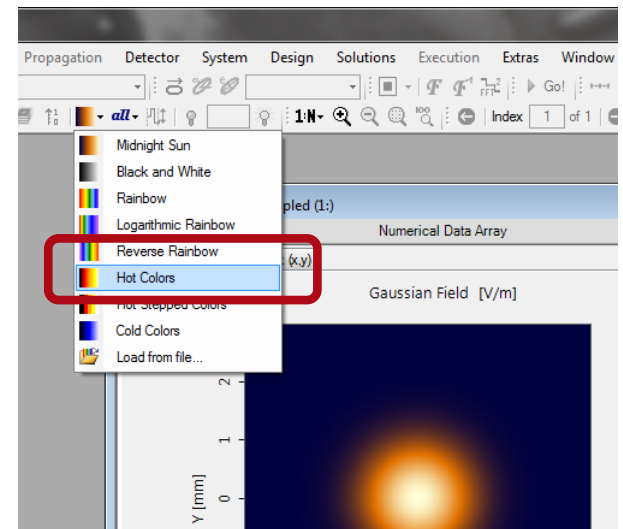 Propagation Detector System Design Solutions Execution Extras Window
Go!
all 1:N 100% Index 1 of 1
Midnight Sun
Black and White
Rainbow
Logarithmic Rainbow
Reverse Rainbow
Hot Colors
Hot Stepped Colors
Cold Colors
Load from file...
pled (1:)
Numerical Data Array
(x,y)
Gaussian Field [V/m]
2
1
0
Y [mm]